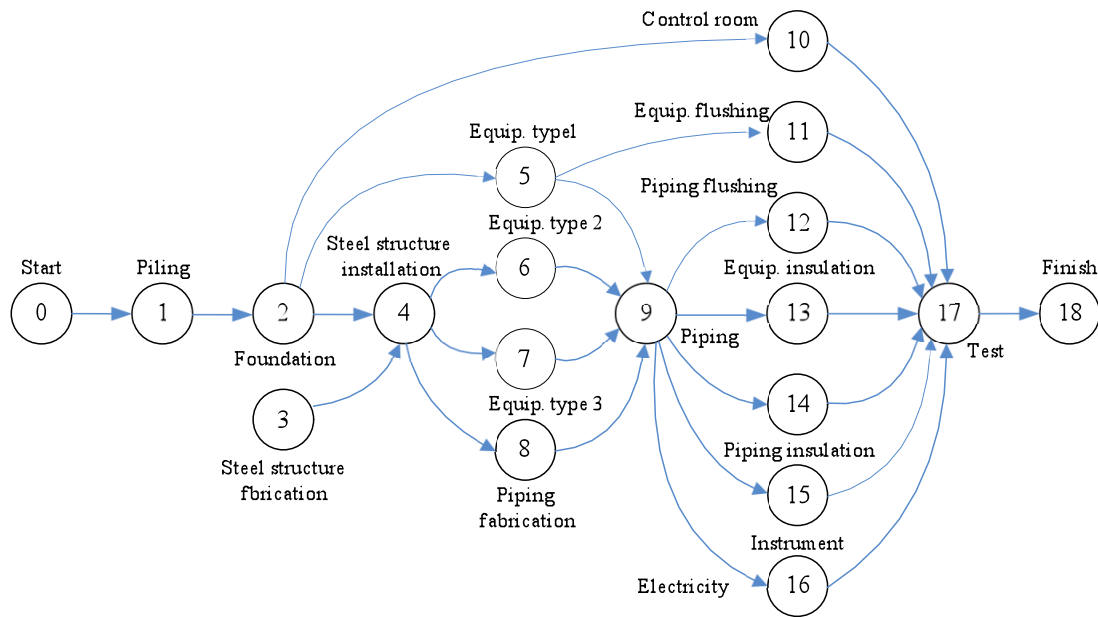 Control room
10
Equip. flushing
11
Equip. type1
5
Piping flushing
12
Equip. type 2
6
Steel structure
installation
Equip. insulation
Start
Piling
Finish
0
1
2
4
9
13
17
18
Foundation
Piping
Test
7
Equip. type 3
14
3
8
Piping insulation
Steel structure
fbrication
15
Piping
fabrication
Instrument
Electricity
16